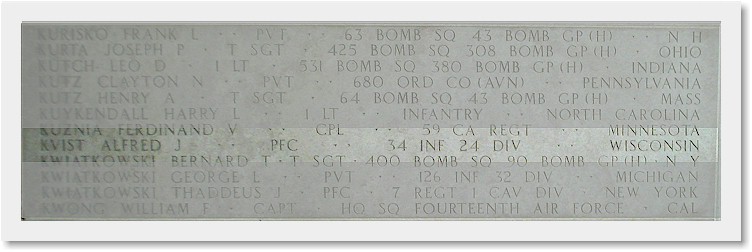 KURISKO FRANK L · · PVT · · 63 BOMB SQ 43 BOMB GP (H) · · N H
KURTA JOSEPH P · T SGT · 425 BOMB SQ 308 BOMB GP (H) · OHIO
KUTCH LEO D · 1 LT · 531 BOMB SQ 380 BOMB GP (H) · INDIANA
KUTZ CLAYTON N · · PVT · · 680 ORD CO (AVN) · · PENNSYLVANIA
KUTZ HENRY A · · T SGT · · 64 BOMB SQ 43 BOMB GP (H) · MASS
KUYKENDALL HARRY L · · 1 LT · · INFANTRY · · NORTH CAROLINA
KUZNIA FERDINAND V · · CPL · · 59 CA REGT · · MINNESOTA
KVIST ALFRED J · · PFC · · 34 INF 24 DIV · · WISCONSIN
KWIATKOWSKI BERNARD T · T SGT · 400 BOMB SQ 90 BOMB GP (H) · N Y
KWIATKOWSKI GEORGE L · · PVT · · 126 INF 32 DIV · · MICHIGAN
KWIATKOWSKI THADDEUS J · PFC · 7 REGT 1 CAV DIV · NEW YORK
KWONG WILLIAM F · CAPT · HQ SQ FOURTEENTH AIR FORCE · CAL